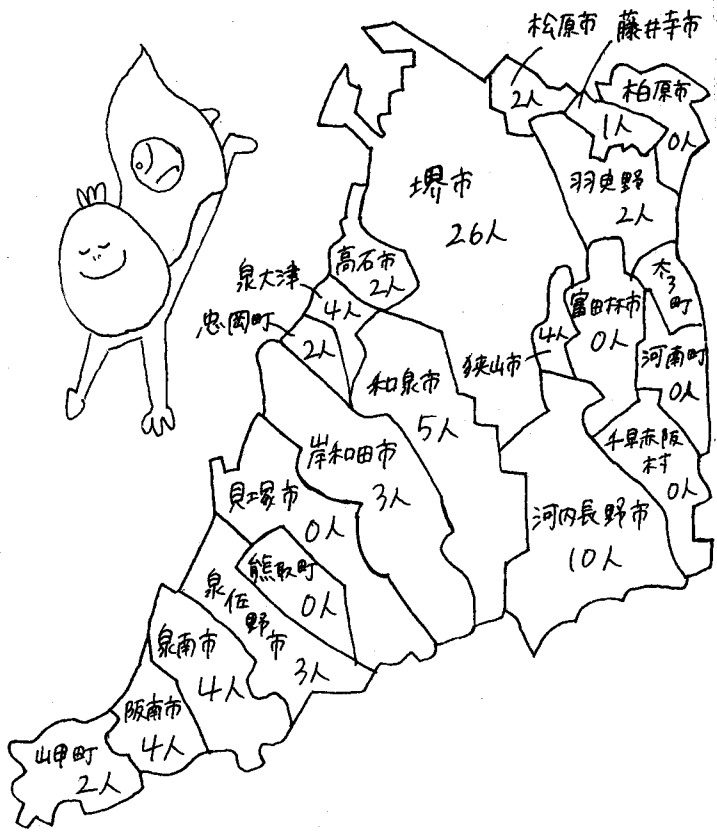 松原市
2人
藤井寺市
1人
柏原市
0人
堺市
26人
羽曳野
2人
高石市
2人
泉大津
4人
忠岡町
2人
和泉市
5人
狭山市
4人
富田林市
0人
太子町
河南町
0人
千早赤阪
村
0人
河内長野市
10人
岸和田市
3人
貝塚市
0人
熊取町
0人
泉佐野市
3人
泉南市
4人
阪南市
4人
山甲町
2人